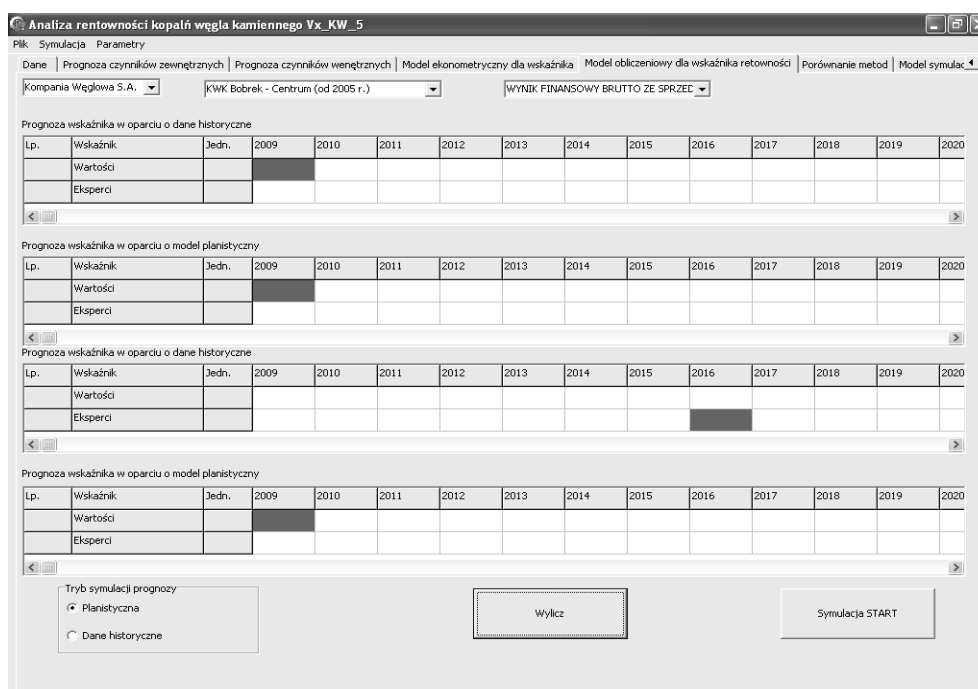 Analiza rentowności kopalń węgla kamiennego Vx_KW_5
Plik Symulacja Parametry
Dane Prognoza czynników zewnętrznych Prognoza czynników wenętrznych Model ekonometryczny dla wskaźnika Model obliczeniowy dla wskaźnika retowności Porównanie metod Model symulac
Kompania Węglowa S.A. KWK Bobrek - Centrum (od 2005 r.) WYNIK FINANSOWY BRUTTO ZE SPRZED
Prognoza wskaźnika w oparciu o dane historyczne
Lp. Wskaźnik Jedn. 2009 2010 2011 2012 2013 2014 2015 2016 2017 2018 2019 2020
Wartości
Eksperci
Prognoza wskaźnika w oparciu o model planistyczny
Lp. Wskaźnik Jedn. 2009 2010 2011 2012 2013 2014 2015 2016 2017 2018 2019 2020
Wartości
Eksperci
Prognoza wskaźnika w oparciu o dane historyczne
Lp. Wskaźnik Jedn. 2009 2010 2011 2012 2013 2014 2015 2016 2017 2018 2019 2020
Wartości
Eksperci
Prognoza wskaźnika w oparciu o model planistyczny
Lp. Wskaźnik Jedn. 2009 2010 2011 2012 2013 2014 2015 2016 2017 2018 2019 2020
Wartości
Eksperci
Tryb symulacji prognozy
Planistyczna
Dane historyczne
Wylicz
Symulacja START